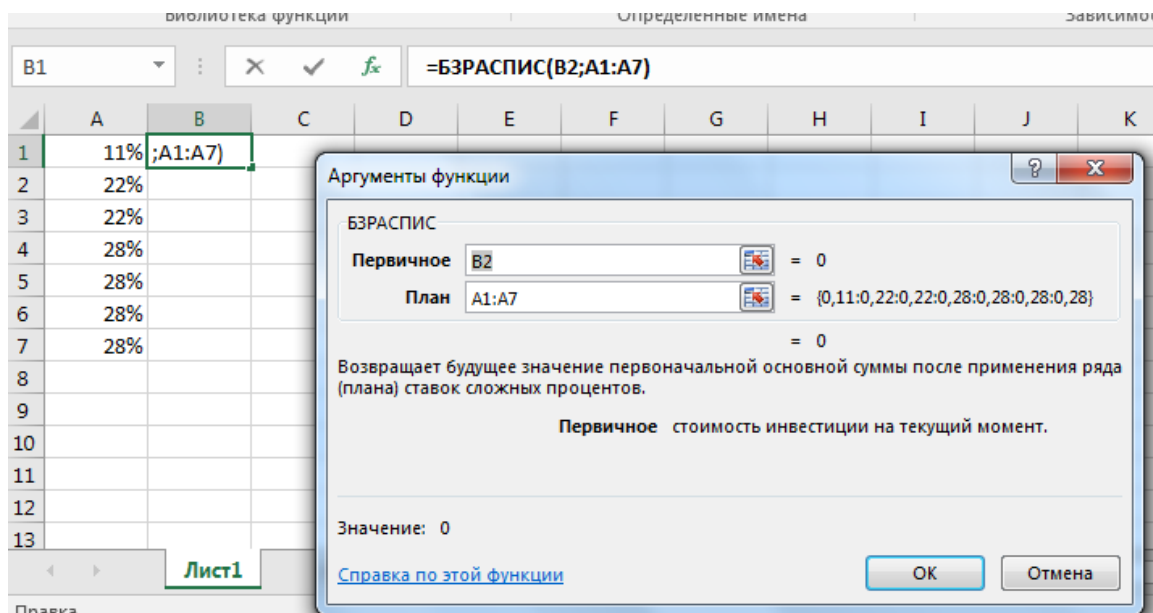 Библиотека функций Определенные имена Зависимо
B1 fx =БЗРАСПИС(B2;A1:A7)
A B C D E F G H I J K
1 11% ;A1:A7)
2 22%
3 22%
4 28%
5 28%
6 28%
7 28%
8
9
10
11
12
13
Лист1
Правка
Аргументы функции ?
БЗРАСПИС
Первичное B2 = 0
План A1:A7 = {0,11:0,22:0,22:0,28:0,28:0,28:0,28}
= 0
Возвращает будущее значение первоначальной основной суммы после применения ряда
(плана) ставок сложных процентов.
Первичное стоимость инвестиции на текущий момент.
Значение: 0
Справка по этой функции OK Отмена